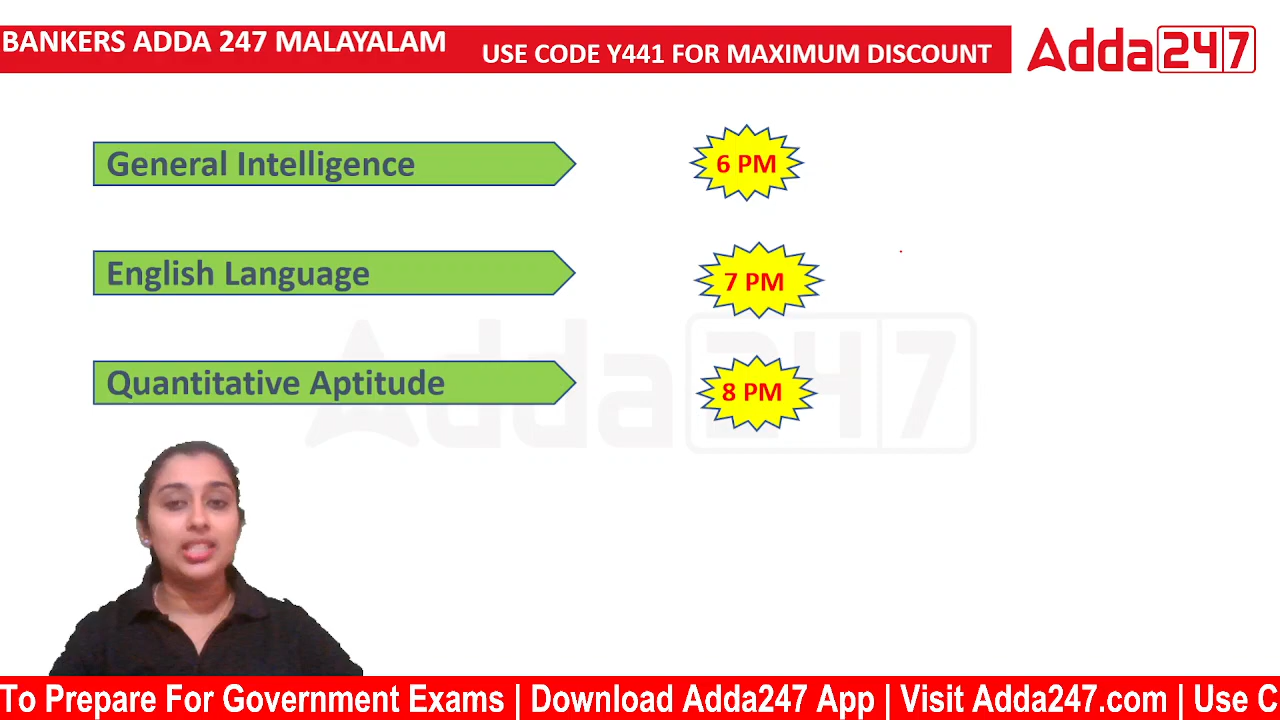 BANKERS ADDA 247 MALAYALAM
USE CODE Y441 FOR MAXIMUM DISCOUNT
Adda247
General Intelligence
6 PM
English Language
7 PM
Quantitative Aptitude
8 PM
Adda247
To Prepare For Government Exams | Download Adda247 App | Visit Adda247.com | Use C